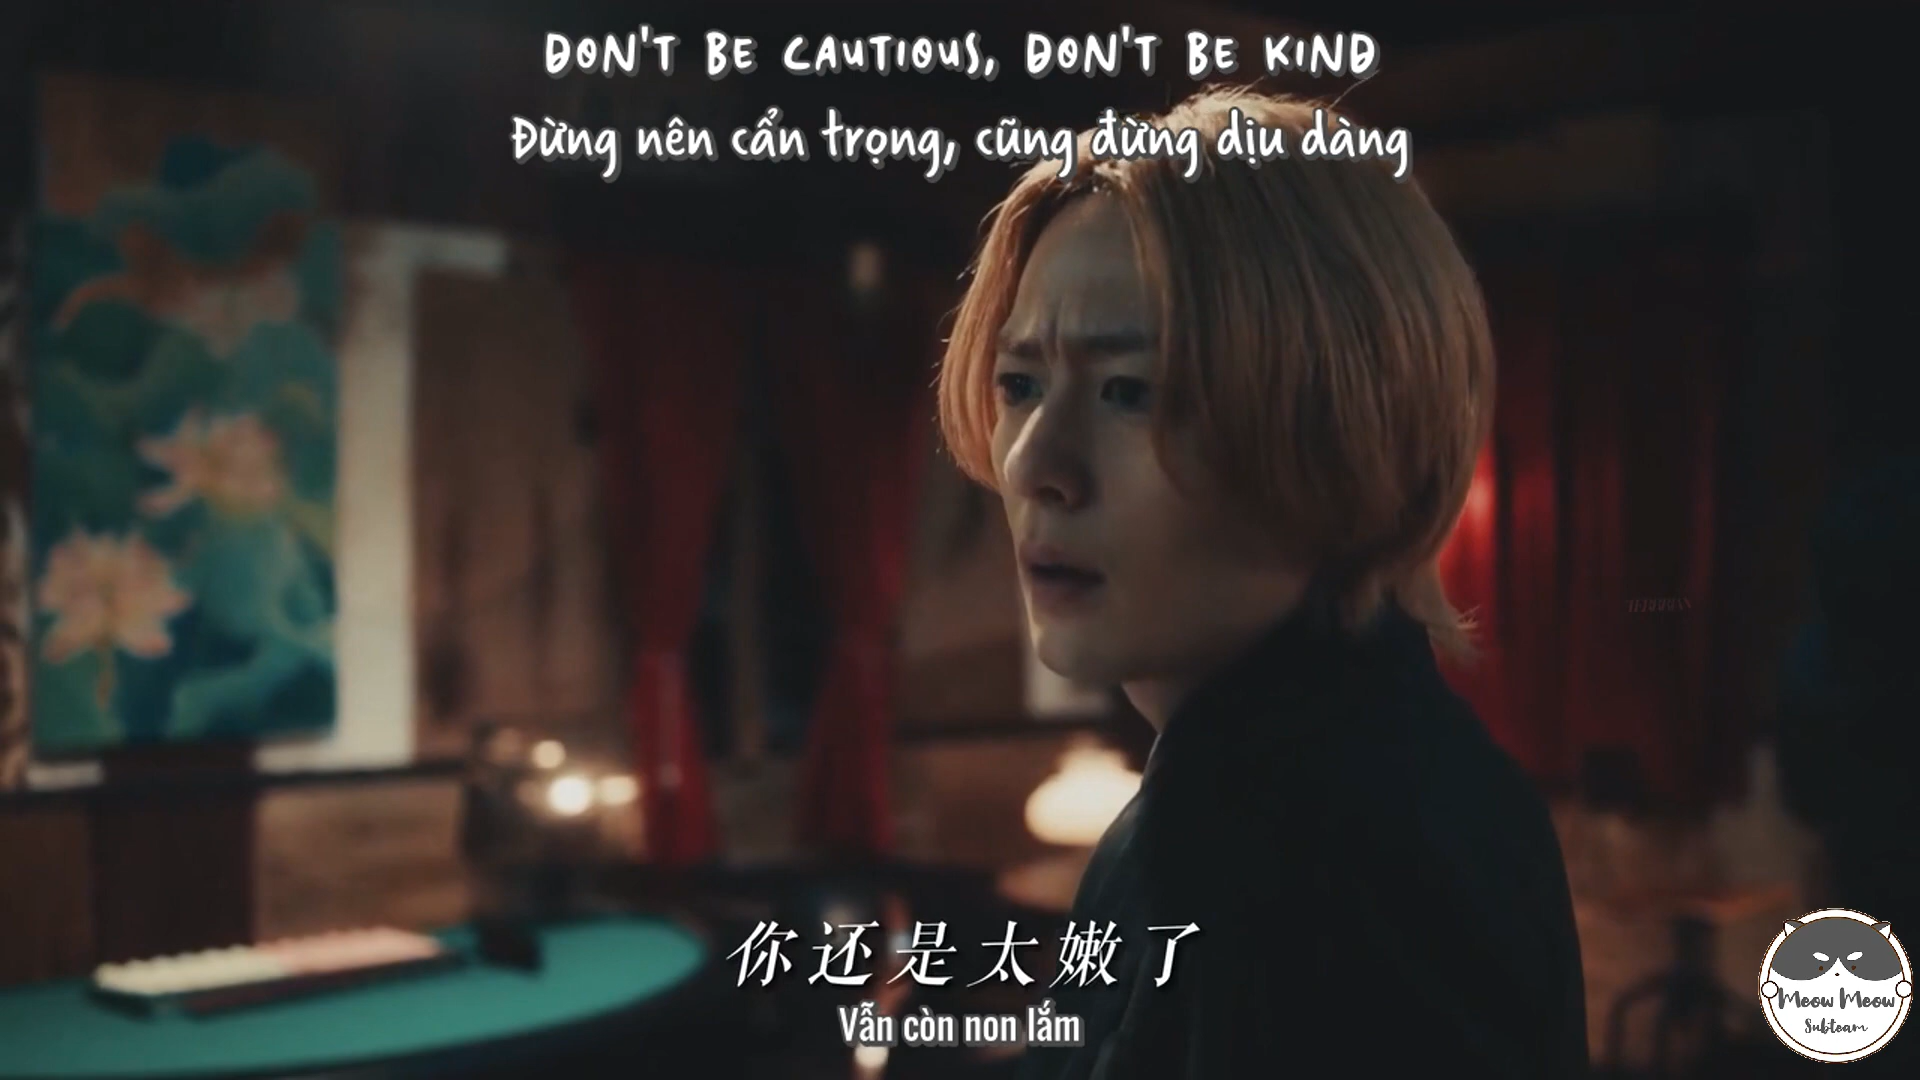 DON'T BE CAUTIOUS, DON'T BE KIND
Đừng nên cẩn trọng, cũng đừng dịu dàng
你还是太嫩了
Vẫn còn non lắm
Meow Meow
Subteam